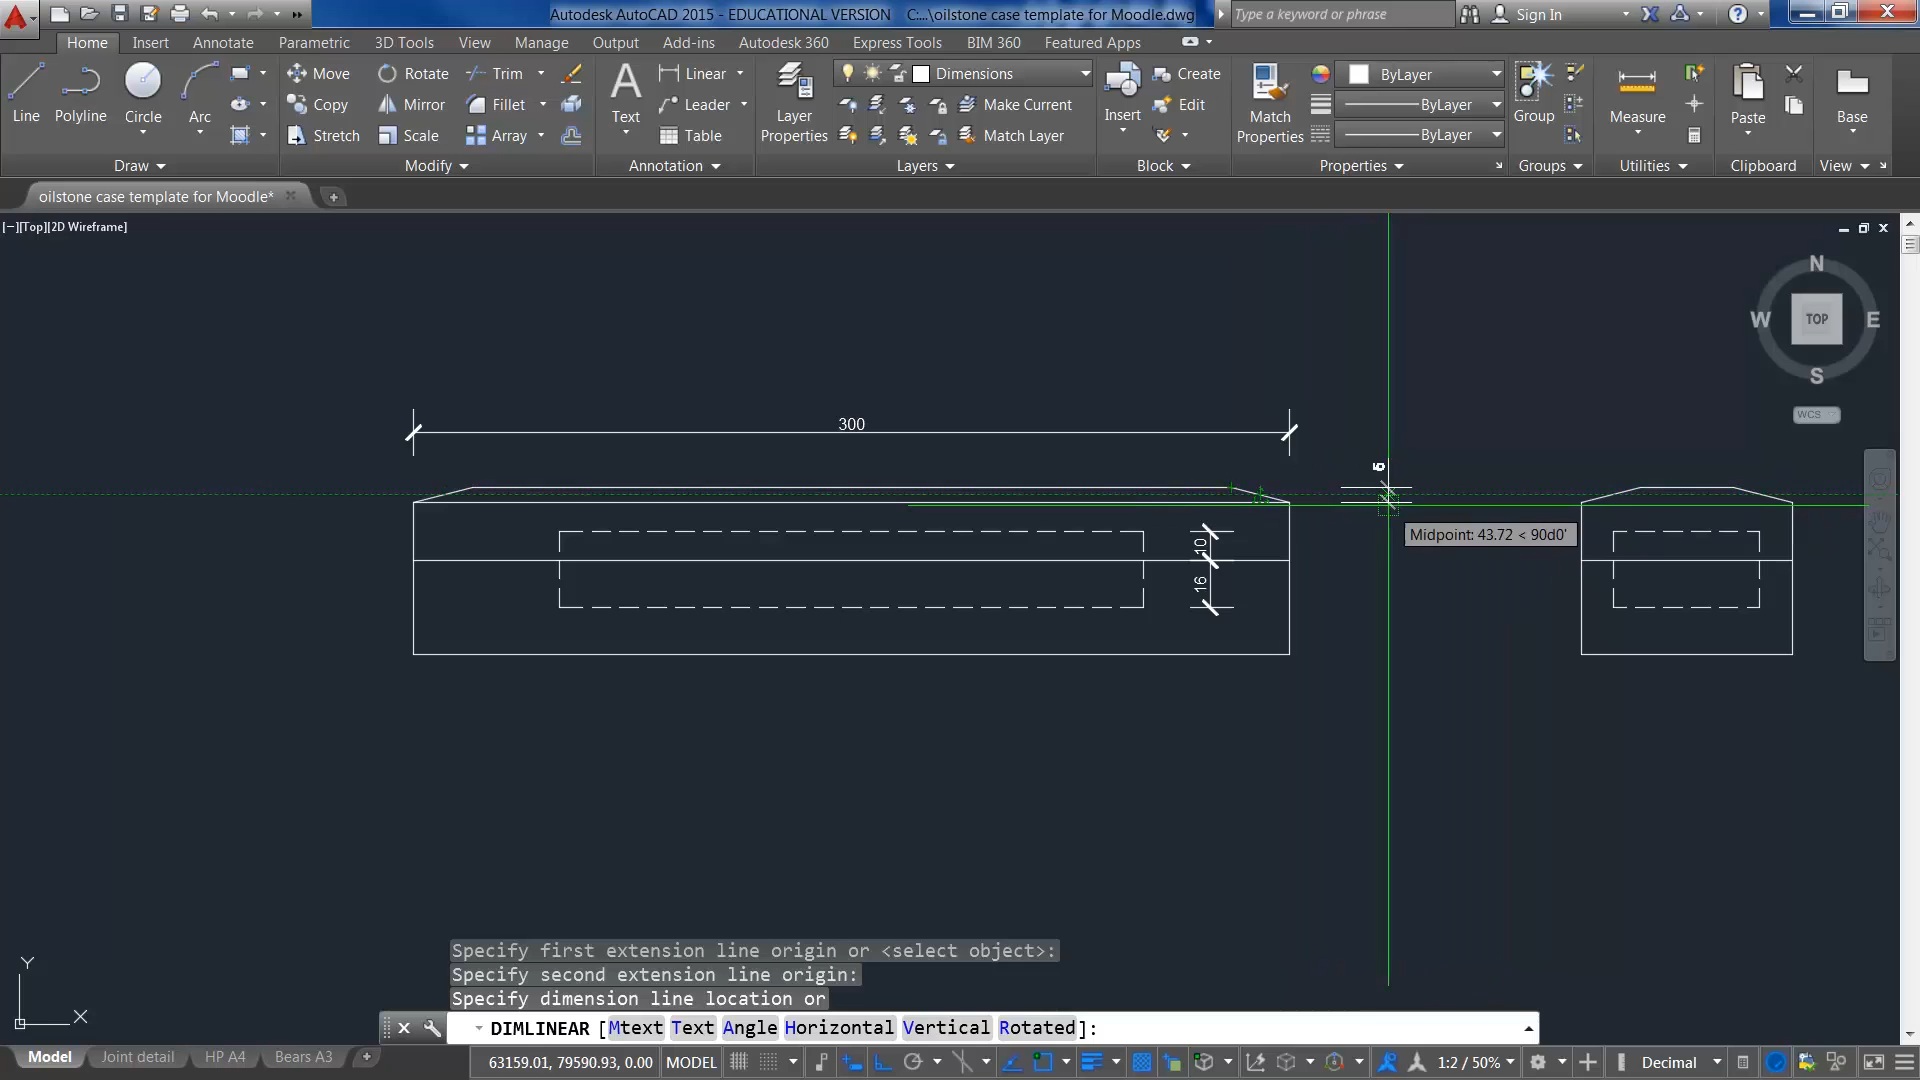 Autodesk AutoCAD 2015 - EDUCATIONAL VERSION C:...\oilstone case template for Moodle.dwg
Type a keyword or phrase
Sign In
Home Insert Annotate Parametric 3D Tools View Manage Output Add-ins Autodesk 360 Express Tools BIM 360 Featured Apps
Line
Polyline
Circle
Arc
Draw
Move
Copy
Stretch
Rotate
Mirror
Scale
Trim
Fillet
Array
Modify
Text
Linear
Leader
Table
Annotation
Layer
Properties
Dimensions
Make Current
Match Layer
Layers
Insert
Create
Edit
Block
Match
Properties
ByLayer
ByLayer
ByLayer
Properties
Group
Groups
Measure
Utilities
Paste
Clipboard
Base
View
oilstone case template for Moodle*
[−][Top][2D Wireframe]
N
W
TOP
E
S
WCS
300
10
16
Midpoint: 43.72 < 90d0'
Y
X
Specify first extension line origin or <select object>:
Specify second extension line origin:
Specify dimension line location or
DIMLINEAR [Mtext Text Angle Horizontal Vertical Rotated]:
Model Joint detail HP A4 Bears A3
63159.01, 79590.93, 0.00 MODEL
1:2 / 50%
Decimal